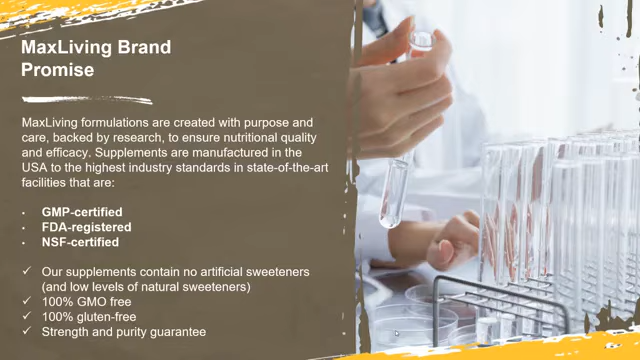 MaxLiving Brand
Promise
MaxLiving formulations are created with purpose and
care, backed by research, to ensure nutritional quality
and efficacy. Supplements are manufactured in the
USA to the highest industry standards in state-of-the-art
facilities that are:
• GMP-certified
• FDA-registered
• NSF-certified
✓ Our supplements contain no artificial sweeteners
(and low levels of natural sweeteners)
✓ 100% GMO free
✓ 100% gluten-free
✓ Strength and purity guarantee